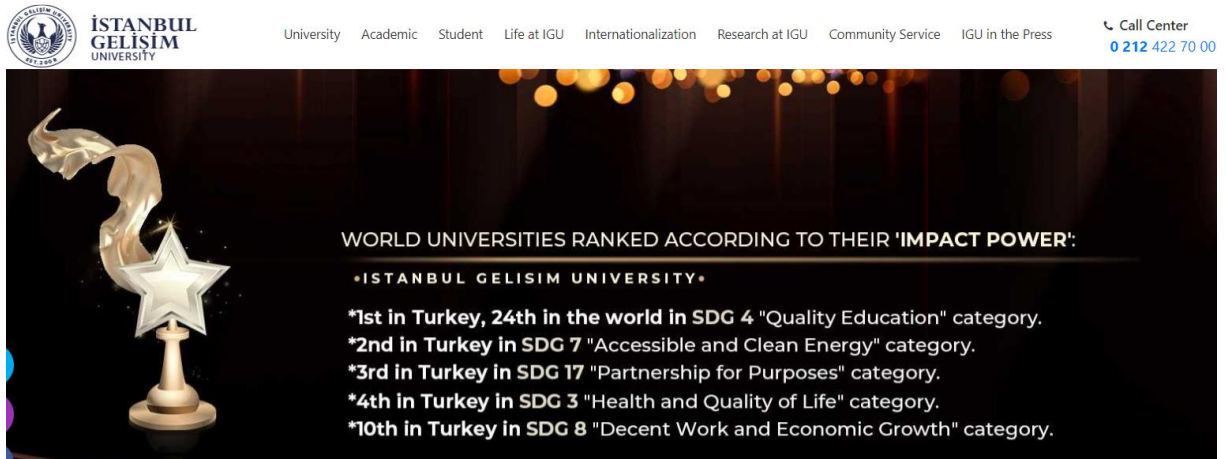 İSTANBUL
GELİŞİM
UNIVERSITY
ISTANBUL GELISIM UNIVERSITY
EST.2008
University Academic Student Life at IGU Internationalization Research at IGU Community Service IGU in the Press
Call Center
0 212 422 70 00
WORLD UNIVERSITIES RANKED ACCORDING TO THEIR 'IMPACT POWER':
•ISTANBUL GELISIM UNIVERSITY•
*1st in Turkey, 24th in the world in SDG 4 "Quality Education" category.
*2nd in Turkey in SDG 7 "Accessible and Clean Energy" category.
*3rd in Turkey in SDG 17 "Partnership for Purposes" category.
*4th in Turkey in SDG 3 "Health and Quality of Life" category.
*10th in Turkey in SDG 8 "Decent Work and Economic Growth" category.